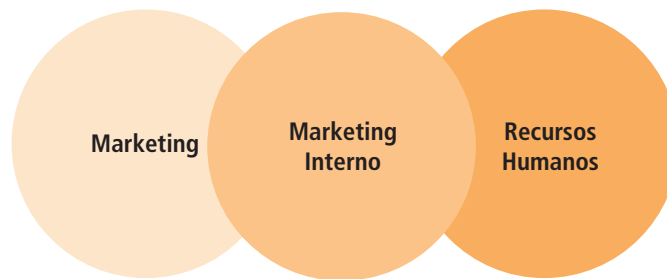 Marketing
Marketing
Interno
Recursos
Humanos